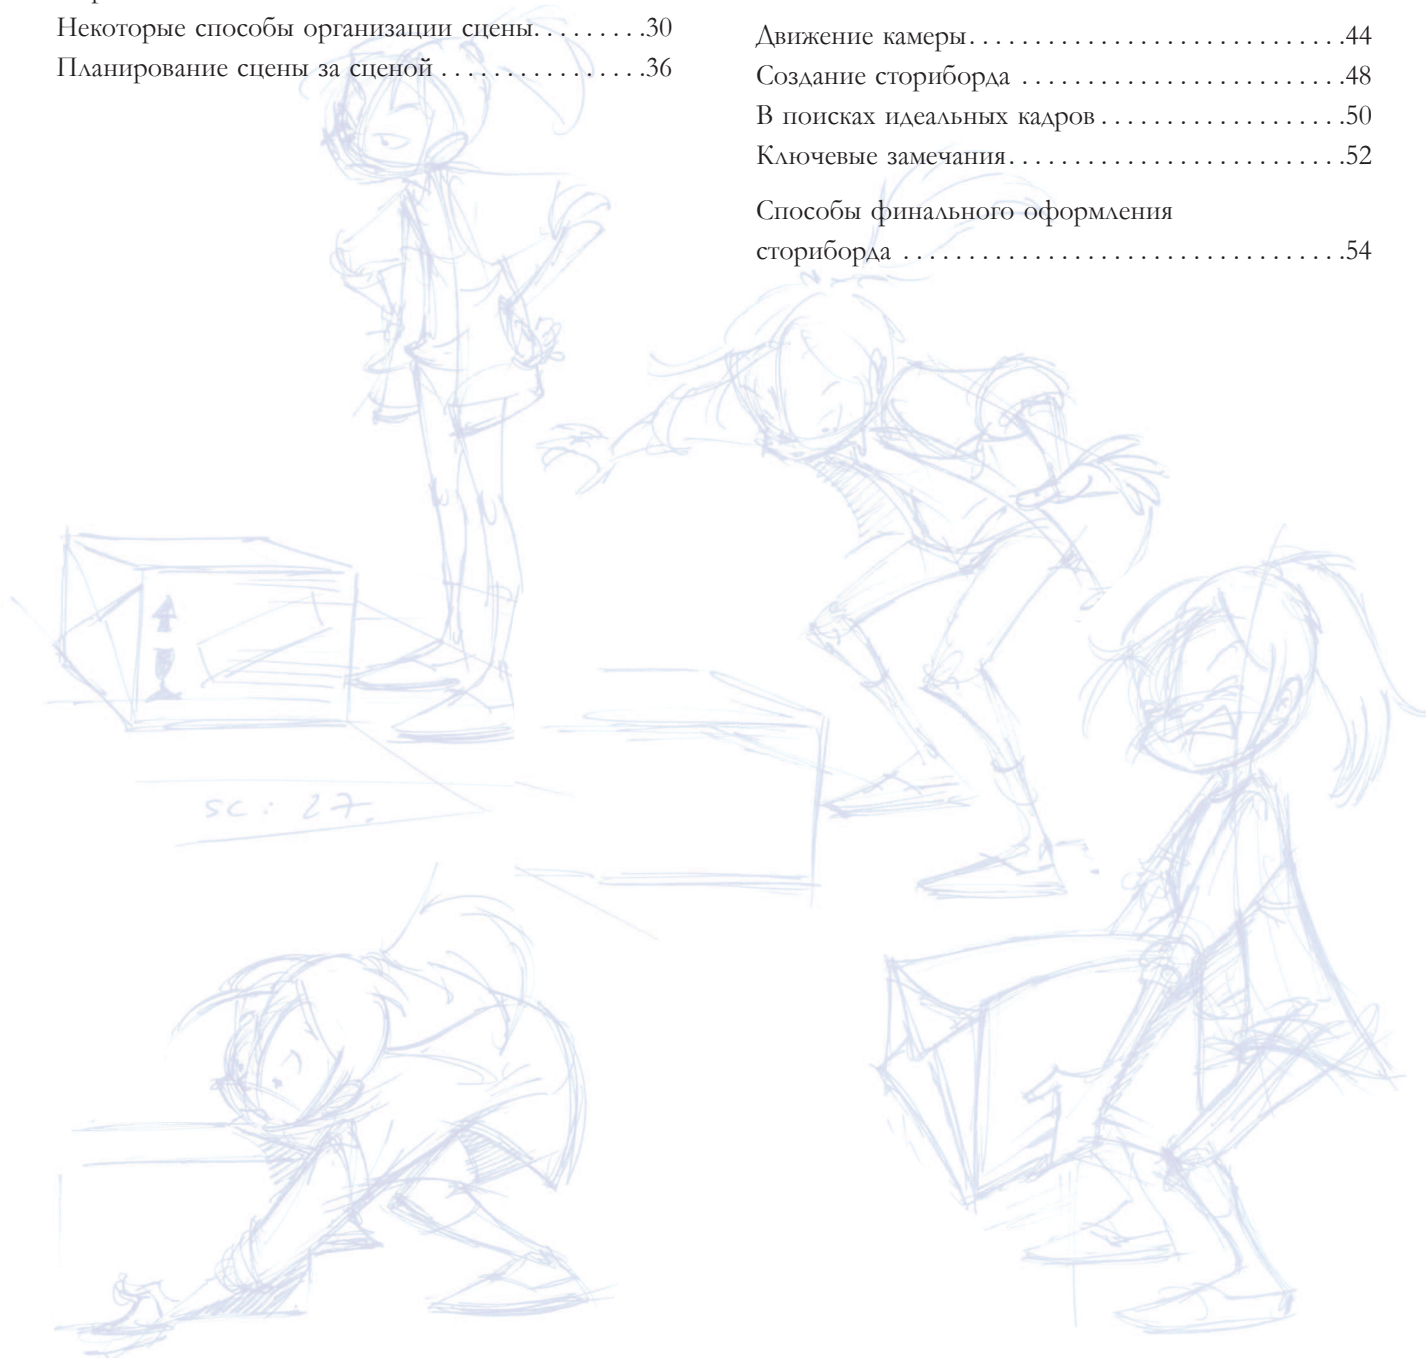 Некоторые способы организации сцены. . . . . . . . .30
Планирование сцены за сценой . . . . . . . . . . . . . . . .36
Движение камеры. . . . . . . . . . . . . . . . . . . . . . . . . . . . .44
Создание сториборда . . . . . . . . . . . . . . . . . . . . . . . . .48
В поисках идеальных кадров . . . . . . . . . . . . . . . . . . .50
Ключевые замечания. . . . . . . . . . . . . . . . . . . . . . . . . .52
Способы финального оформления
сториборда . . . . . . . . . . . . . . . . . . . . . . . . . . . . . . . . . .54
sc: 27.